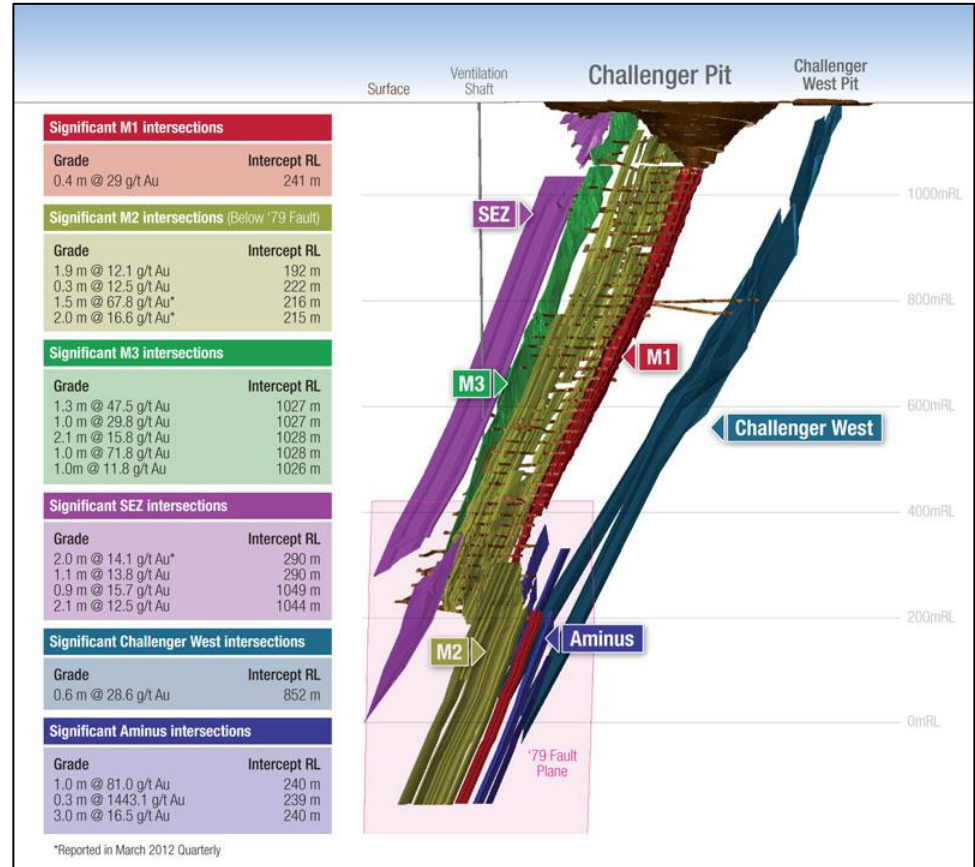 Surface
Ventilation
Shaft
Challenger Pit
Challenger
West Pit
Significant M1 intersections
Grade Intercept RL
0.4 m @ 29 g/t Au 241 m
Significant M2 intersections (Below '79 Fault)
Grade Intercept RL
1.9 m @ 12.1 g/t Au 192 m
0.3 m @ 12.5 g/t Au 222 m
1.5 m @ 67.8 g/t Au* 216 m
2.0 m @ 16.6 g/t Au* 215 m
Significant M3 intersections
Grade Intercept RL
1.3 m @ 47.5 g/t Au 1027 m
1.0 m @ 29.8 g/t Au 1027 m
2.1 m @ 15.8 g/t Au 1028 m
1.0 m @ 71.8 g/t Au 1028 m
1.0m @ 11.8 g/t Au 1026 m
Significant SEZ intersections
Grade Intercept RL
2.0 m @ 14.1 g/t Au* 290 m
1.1 m @ 13.8 g/t Au 290 m
0.9 m @ 15.7 g/t Au 1049 m
2.1 m @ 12.5 g/t Au 1044 m
Significant Challenger West intersections
Grade Intercept RL
0.6 m @ 28.6 g/t Au 852 m
Significant Aminus intersections
Grade Intercept RL
1.0 m @ 81.0 g/t Au 240 m
0.3 m @ 1443.1 g/t Au 239 m
3.0 m @ 16.5 g/t Au 240 m
*Reported in March 2012 Quarterly
1000mRL
SEZ
800mRL
M1
M3
600mRL
Challenger West
400mRL
200mRL
Aminus
M2
0mRL
'79 Fault
Plane